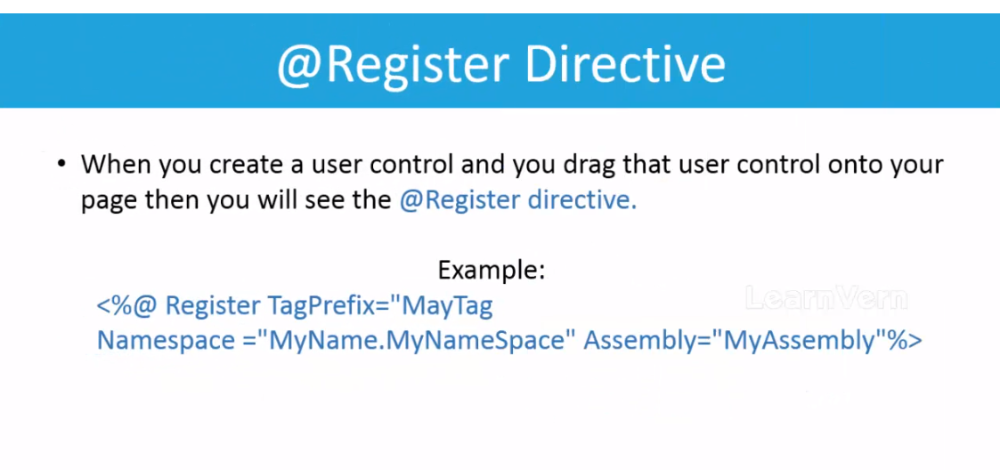 @Register Directive
• When you create a user control and you drag that user control onto your
page then you will see the @Register directive.
Example:
LearnVern
<%@ Register TagPrefix="MayTag
Namespace ="MyName.MyNameSpace" Assembly="MyAssembly"%>